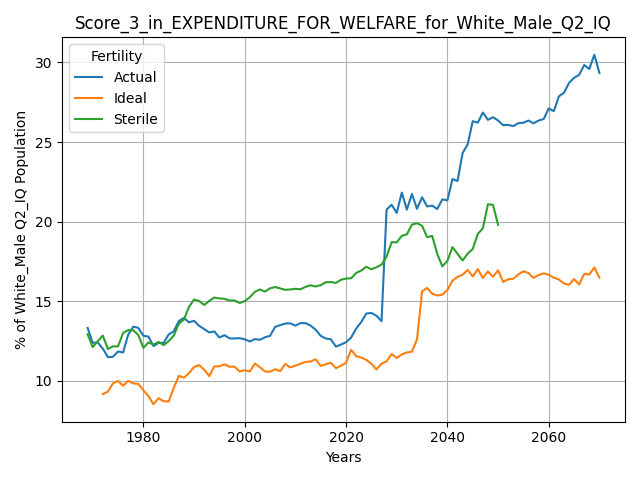 Score_3_in_EXPENDITURE_FOR_WELFARE_for_White_Male_Q2_IQ
Fertility
Actual
Ideal
Sterile
% of White_Male Q2_IQ Population
30
25
20
15
10
1980
2000
2020
2040
2060
Years